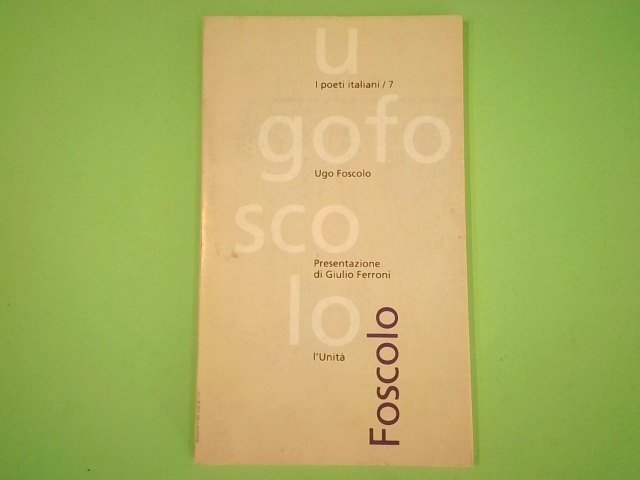 u
I poeti italiani / 7
gofo
Ugo Foscolo
sco
Presentazione
di Giulio Ferroni
lo
l'Unità
Foscolo